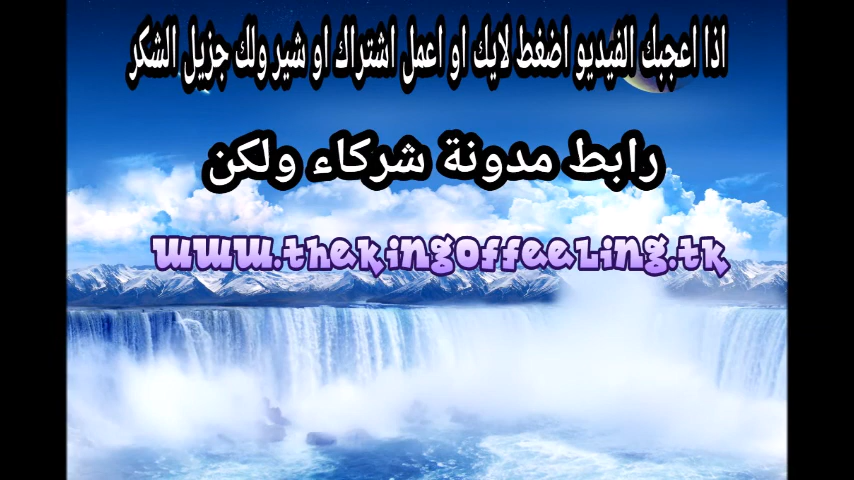 اذا اعجبك الفيديو اضغط لايك او اعمل اشتراك او شير ولك جزيل الشكر
رابط مدونة شركاء ولكن
www.thekingoffeezing.tk